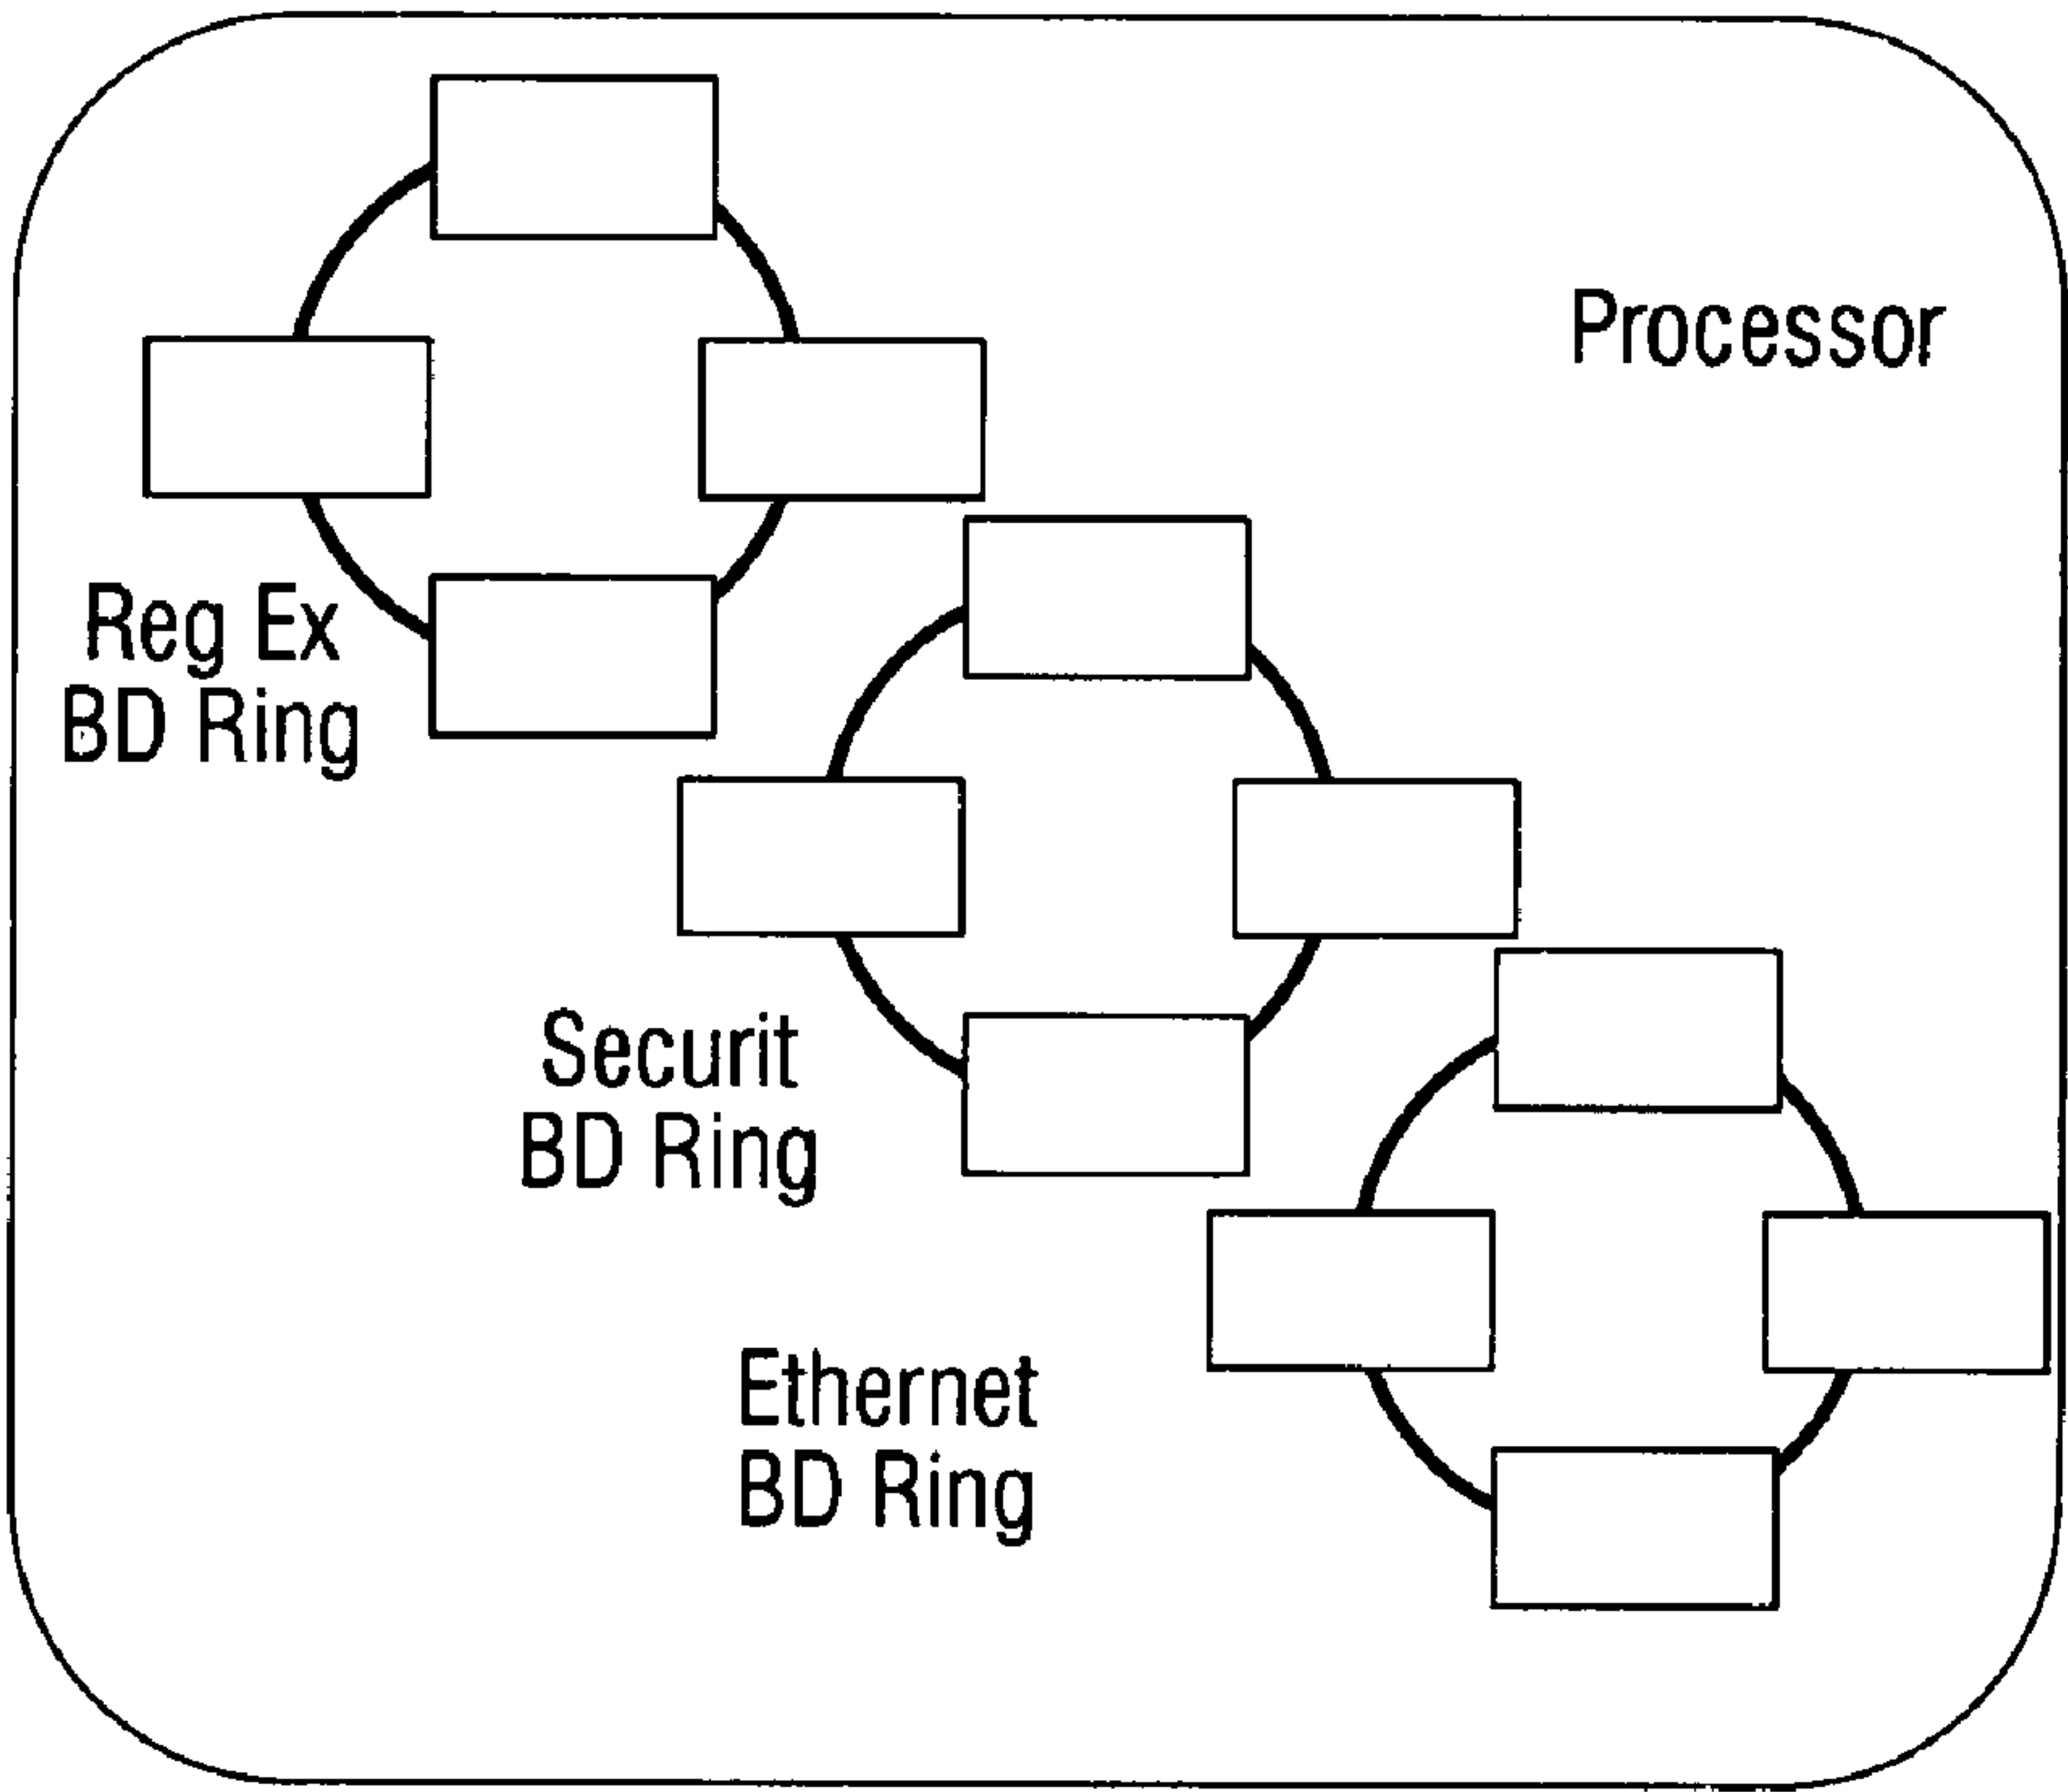 Processor
Reg Ex
BD Ring
Securit
BD Ring
Ethernet
BD Ring